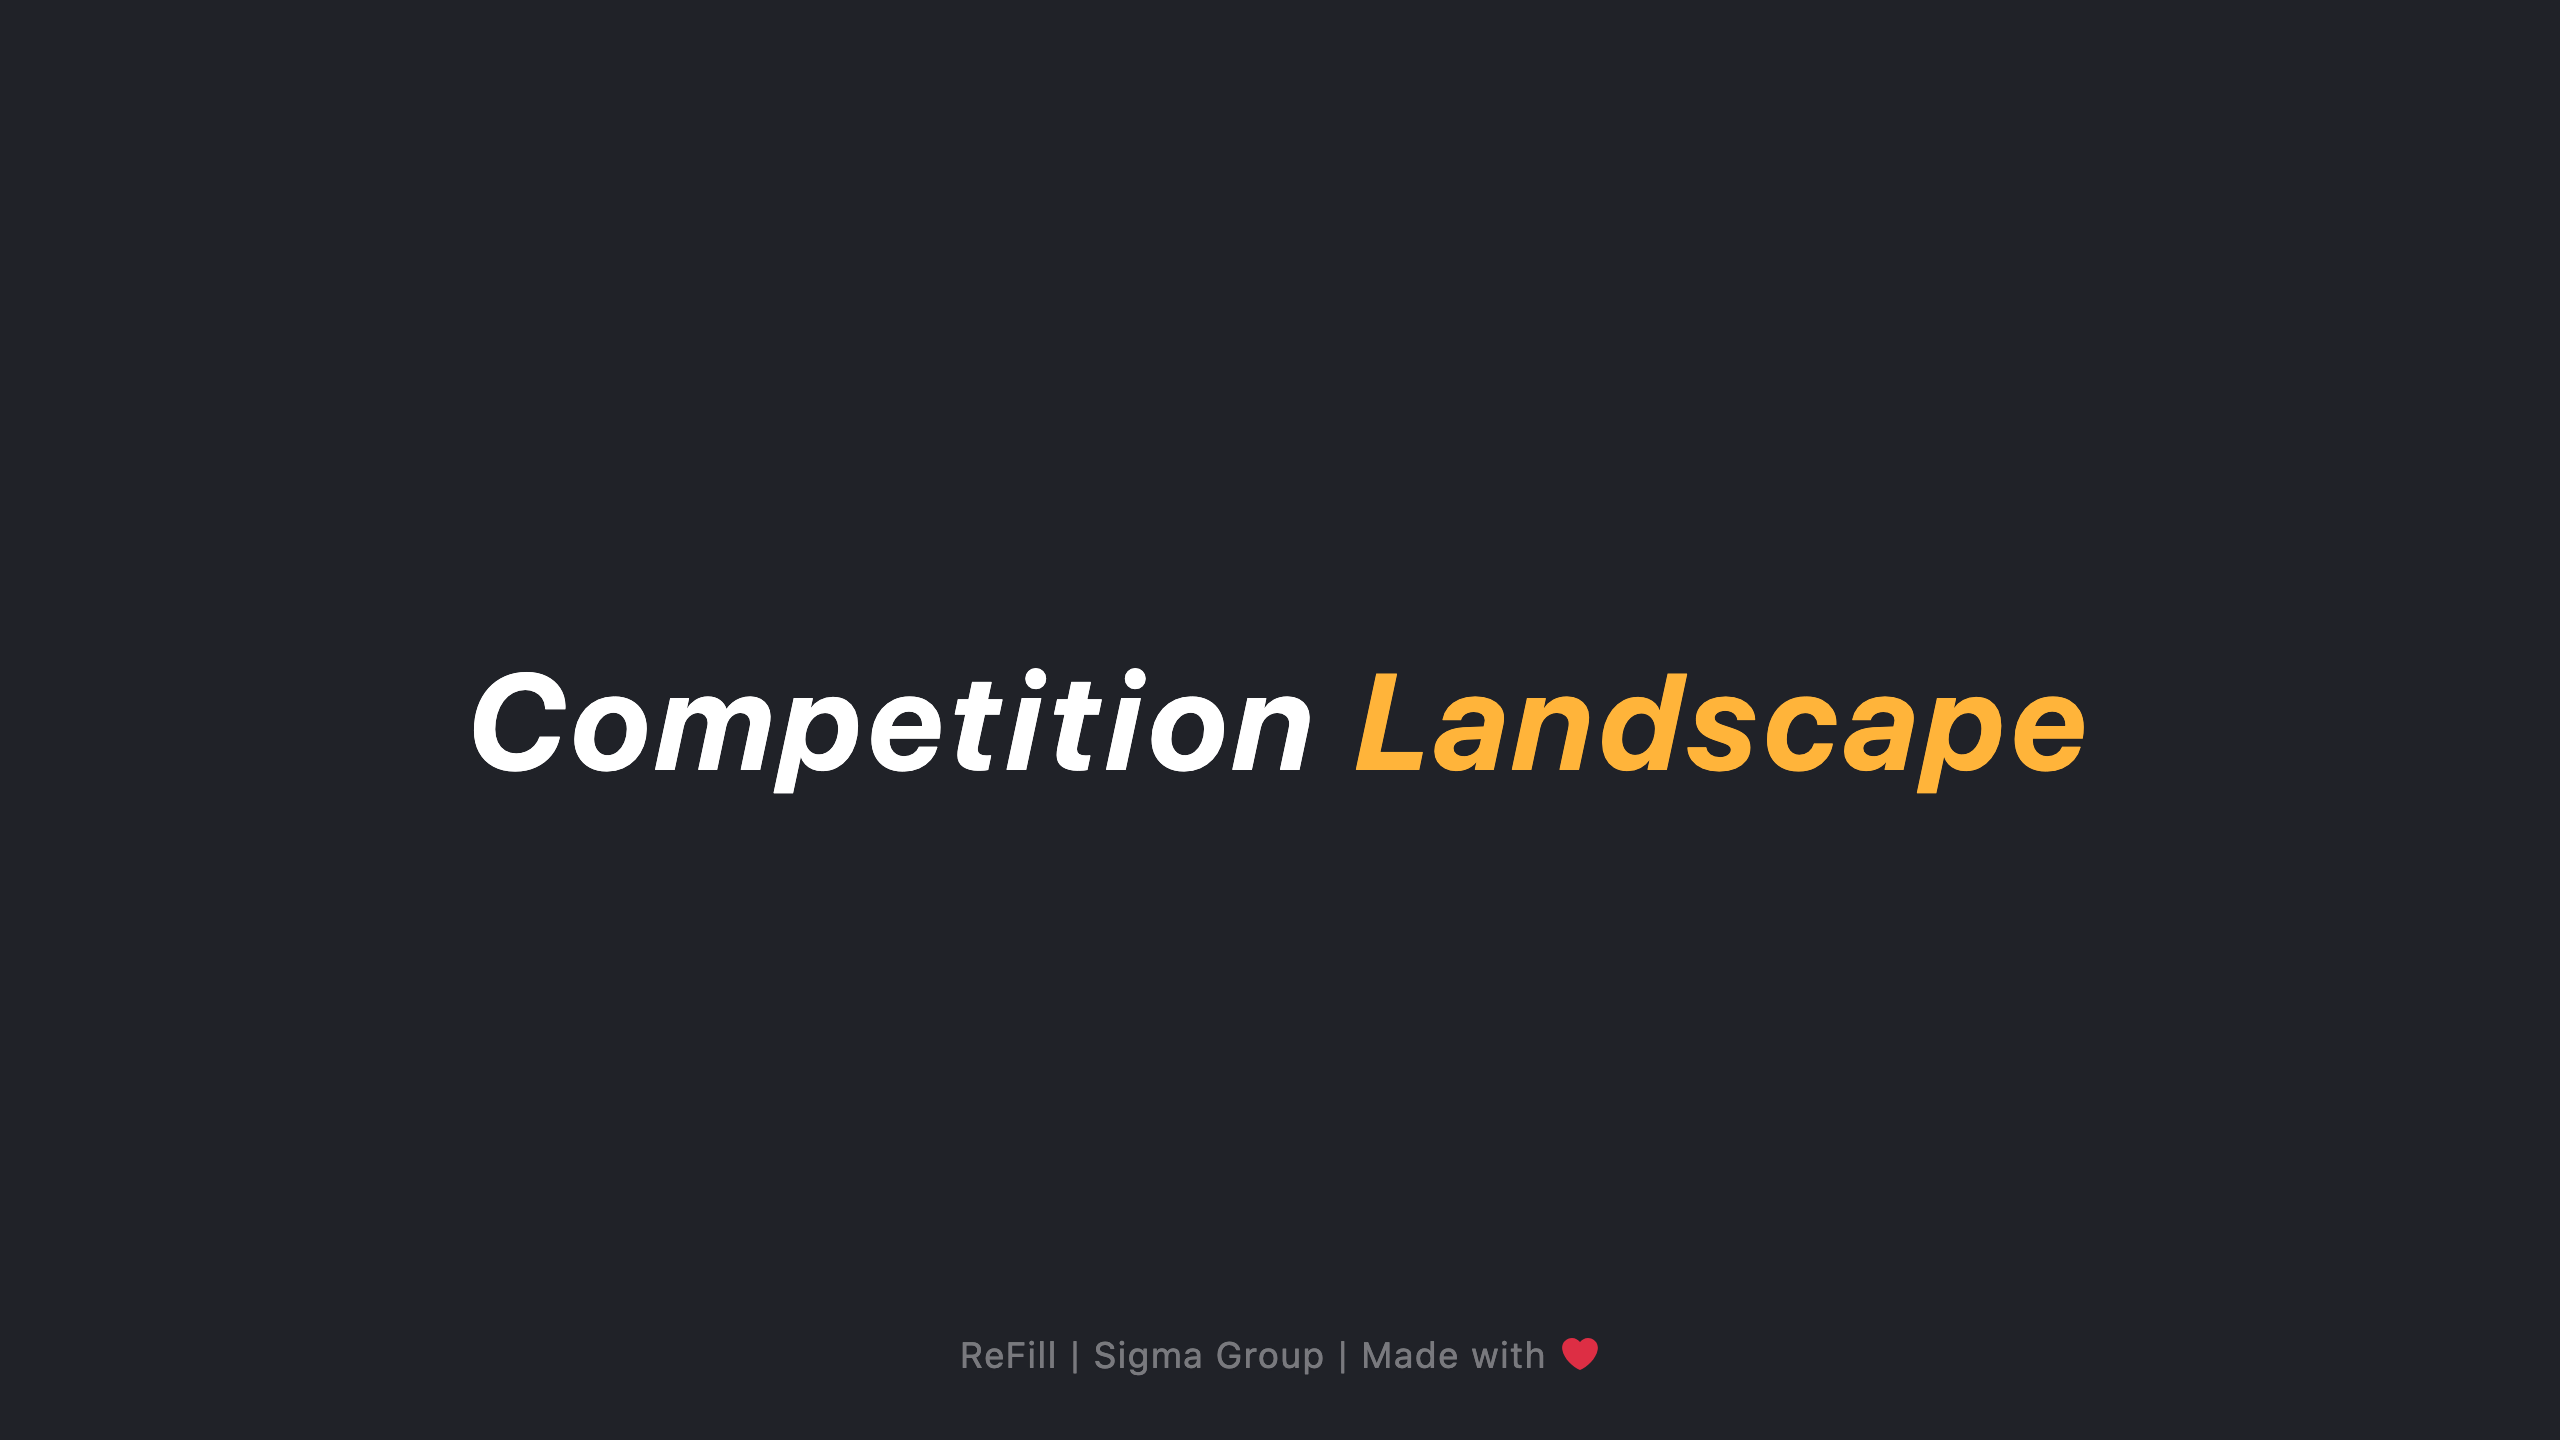 Competition Landscape
ReFill | Sigma Group | Made with ❤️